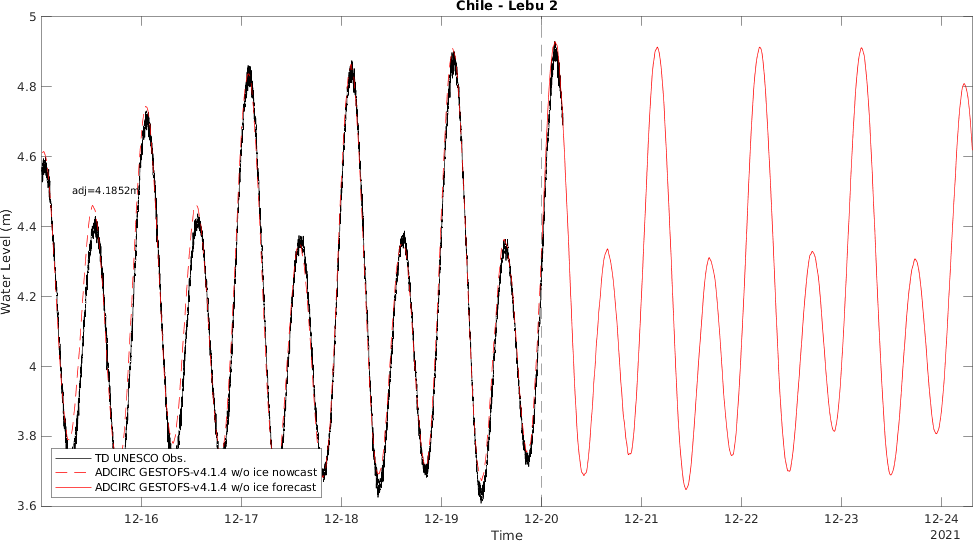 Chile - Lebu 2
5
4.8
4.6
4.4
4.2
4
3.8
3.6
Water Level (m)
adj=4.1852m
TD UNESCO Obs.
ADCIRC GESTOFS-v4.1.4 w/o ice nowcast
ADCIRC GESTOFS-v4.1.4 w/o ice forecast
12-16 12-17 12-18 12-19 12-20 12-21 12-22 12-23 12-24
Time
2021